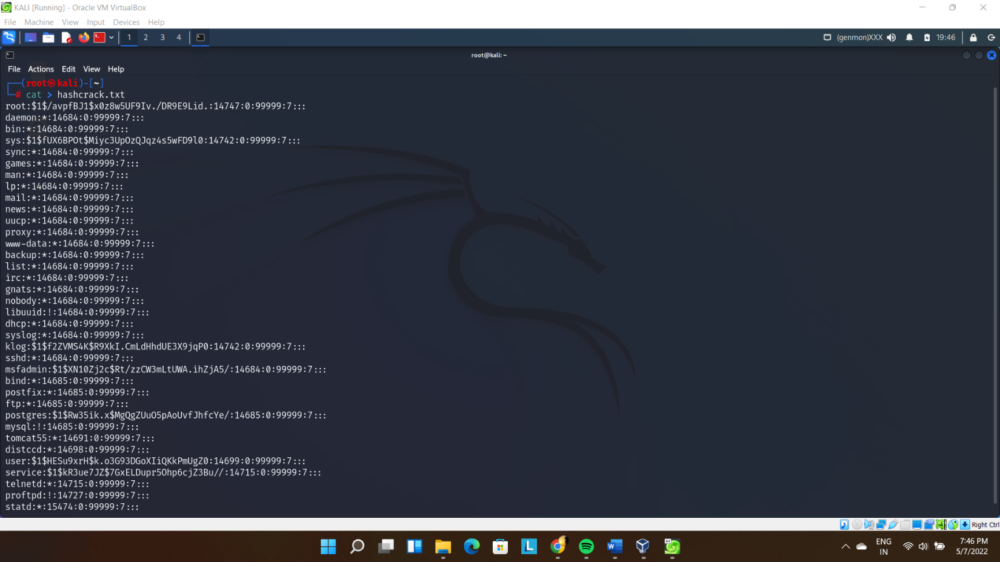 KALI [Running] - Oracle VM VirtualBox
File Machine View Input Devices Help
1 2 3 4 (genmon)XXX 19:46
root@kali: ~
File Actions Edit View Help
┌──(root㉿kali)-[~]
└─# cat > hashcrack.txt
root:$1$/avpfBJ1$x0z8w5UF9Iv./DR9E9Lid.:14747:0:99999:7:::
daemon:*:14684:0:99999:7:::
bin:*:14684:0:99999:7:::
sys:$1$fUX6BPOt$Miyc3UpOzQJqz4s5wFD9l0:14742:0:99999:7:::
sync:*:14684:0:99999:7:::
games:*:14684:0:99999:7:::
man:*:14684:0:99999:7:::
lp:*:14684:0:99999:7:::
mail:*:14684:0:99999:7:::
news:*:14684:0:99999:7:::
uucp:*:14684:0:99999:7:::
proxy:*:14684:0:99999:7:::
www-data:*:14684:0:99999:7:::
backup:*:14684:0:99999:7:::
list:*:14684:0:99999:7:::
irc:*:14684:0:99999:7:::
gnats:*:14684:0:99999:7:::
nobody:*:14684:0:99999:7:::
libuuid:!:14684:0:99999:7:::
dhcp:*:14684:0:99999:7:::
syslog:*:14684:0:99999:7:::
klog:$1$f2ZVMS4K$R9XkI.CmLdHhdUE3X9jqP0:14742:0:99999:7:::
sshd:*:14684:0:99999:7:::
msfadmin:$1$XN10Zj2c$Rt/zzCW3mLtUWA.ihZjA5/:14684:0:99999:7:::
bind:*:14685:0:99999:7:::
postfix:*:14685:0:99999:7:::
ftp:*:14685:0:99999:7:::
postgres:$1$Rw35ik.x$MgQgZUuO5pAoUvfJhfcYe/:14685:0:99999:7:::
mysql:!:14685:0:99999:7:::
tomcat55:*:14691:0:99999:7:::
distccd:*:14698:0:99999:7:::
user:$1$HESu9xrH$k.o3G93DGoXIiQKkPmUgZ0:14699:0:99999:7:::
service:$1$kR3ue7JZ$7GxELDupr5Ohp6cjZ3Bu//:14715:0:99999:7:::
telnetd:*:14715:0:99999:7:::
proftpd:!:14727:0:99999:7:::
statd:*:15474:0:99999:7:::
Right Ctrl
ENG
IN
7:46 PM
5/7/2022